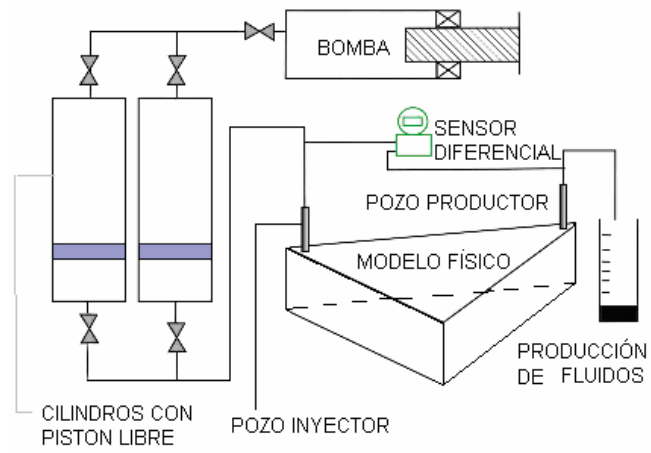 BOMBA
SENSOR
DIFERENCIAL
POZO PRODUCTOR
MODELO FÍSICO
PRODUCCIÓN
DE FLUIDOS
CILINDROS CON
PISTON LIBRE
POZO INYECTOR